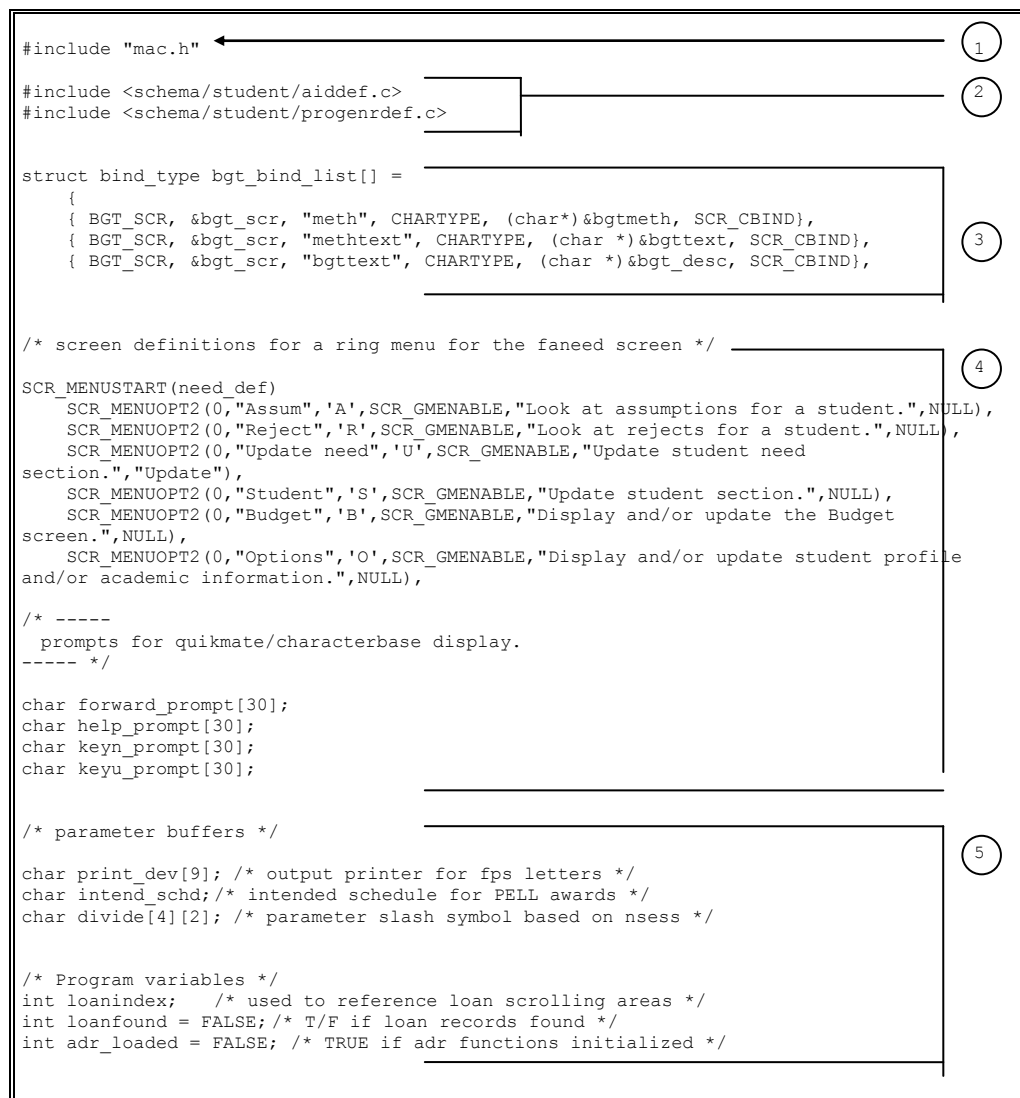 #include "mac.h"
1
#include <schema/student/aiddef.c>
#include <schema/student/progenrdef.c>
2
struct bind_type bgt_bind_list[] =
{
{ BGT_SCR, &bgt_scr, "meth", CHARTYPE, (char*)&bgtmeth, SCR_CBIND},
{ BGT_SCR, &bgt_scr, "methtext", CHARTYPE, (char *)&bgttext, SCR_CBIND},
{ BGT_SCR, &bgt_scr, "bgttext", CHARTYPE, (char *)&bgt_desc, SCR_CBIND},
3
/* screen definitions for a ring menu for the faneed screen */
4
SCR_MENUSTART(need_def)
SCR_MENUOPT2(0,"Assum",'A',SCR_GMENABLE,"Look at assumptions for a student.",NULL),
SCR_MENUOPT2(0,"Reject",'R',SCR_GMENABLE,"Look at rejects for a student.",NULL),
SCR_MENUOPT2(0,"Update need",'U',SCR_GMENABLE,"Update student need
section.","Update"),
SCR_MENUOPT2(0,"Student",'S',SCR_GMENABLE,"Update student section.",NULL),
SCR_MENUOPT2(0,"Budget",'B',SCR_GMENABLE,"Display and/or update the Budget
screen.",NULL),
SCR_MENUOPT2(0,"Options",'O',SCR_GMENABLE,"Display and/or update student profile
and/or academic information.",NULL),
/* -----
prompts for quikmate/characterbase display.
----- */
char forward_prompt[30];
char help_prompt[30];
char keyn_prompt[30];
char keyu_prompt[30];
/* parameter buffers */
5
char print_dev[9]; /* output printer for fps letters */
char intend_schd;/* intended schedule for PELL awards */
char divide[4][2]; /* parameter slash symbol based on nsess */
/* Program variables */
int loanindex; /* used to reference loan scrolling areas */
int loanfound = FALSE;/* T/F if loan records found */
int adr_loaded = FALSE; /* TRUE if adr functions initialized */